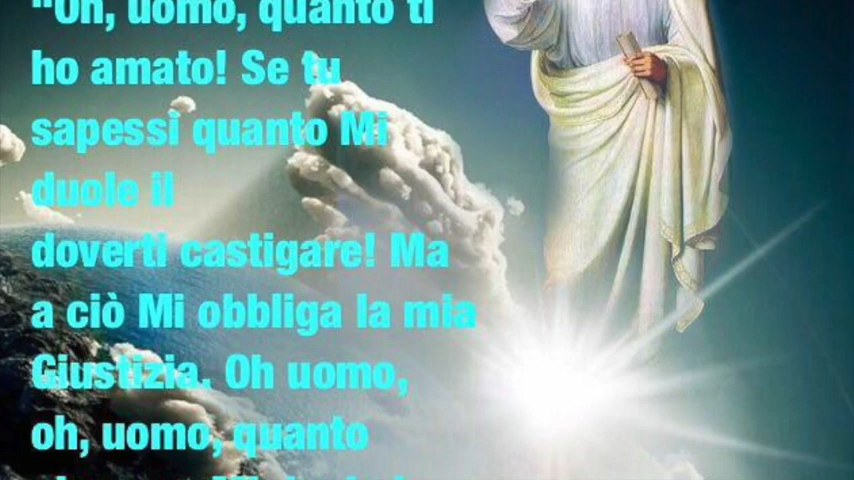 "Oh, uomo, quanto ti
ho amato! Se tu
sapessi quanto Mi
duole il
doverti castigare! Ma
a ciò Mi obbliga la mia
Giustizia. Oh uomo,
oh, uomo, quanto